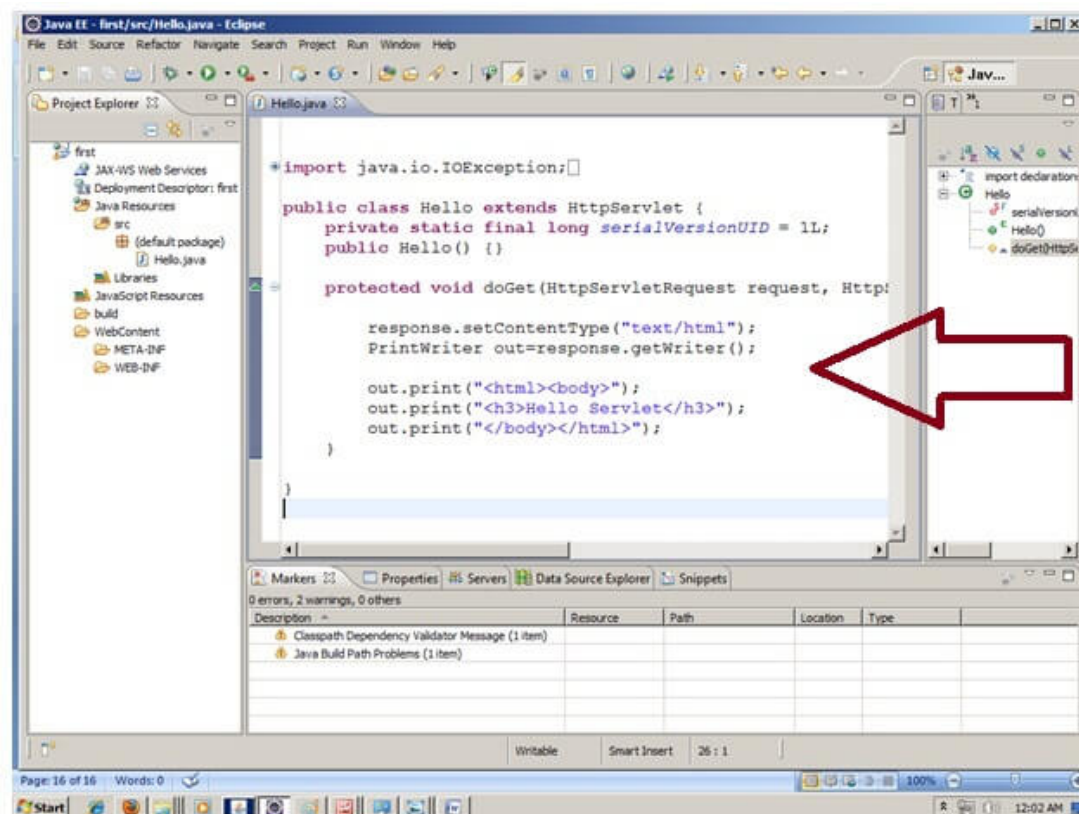 Java EE - first/src/Hello.java - Eclipse
File Edit Source Refactor Navigate Search Project Run Window Help
Jav...
Project Explorer
first
JAX-WS Web Services
Deployment Descriptor: first
Java Resources
src
(default package)
Hello.java
Libraries
JavaScript Resources
build
WebContent
META-INF
WEB-INF
Hello.java
import java.io.IOException;
public class Hello extends HttpServlet {
private static final long serialVersionUID = 1L;
public Hello() {}
protected void doGet(HttpServletRequest request, HttpS
response.setContentType("text/html");
PrintWriter out=response.getWriter();
out.print("<html><body>");
out.print("<h3>Hello Servlet</h3>");
out.print("</body></html>");
}
}
import declarations
Hello
serialVersionU
Hello()
doGet(HttpSe
Markers Properties Servers Data Source Explorer Snippets
0 errors, 2 warnings, 0 others
Description Resource Path Location Type
Classpath Dependency Validator Message (1 item)
Java Build Path Problems (1 item)
Writable Smart Insert 26 : 1
Page: 16 of 16 Words: 0 100%
Start 12:02 AM